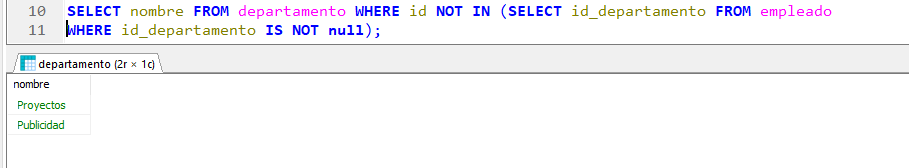 10 SELECT nombre FROM departamento WHERE id NOT IN (SELECT id_departamento FROM empleado
11 WHERE id_departamento IS NOT null);
departamento (2r × 1c)
nombre
Proyectos
Publicidad